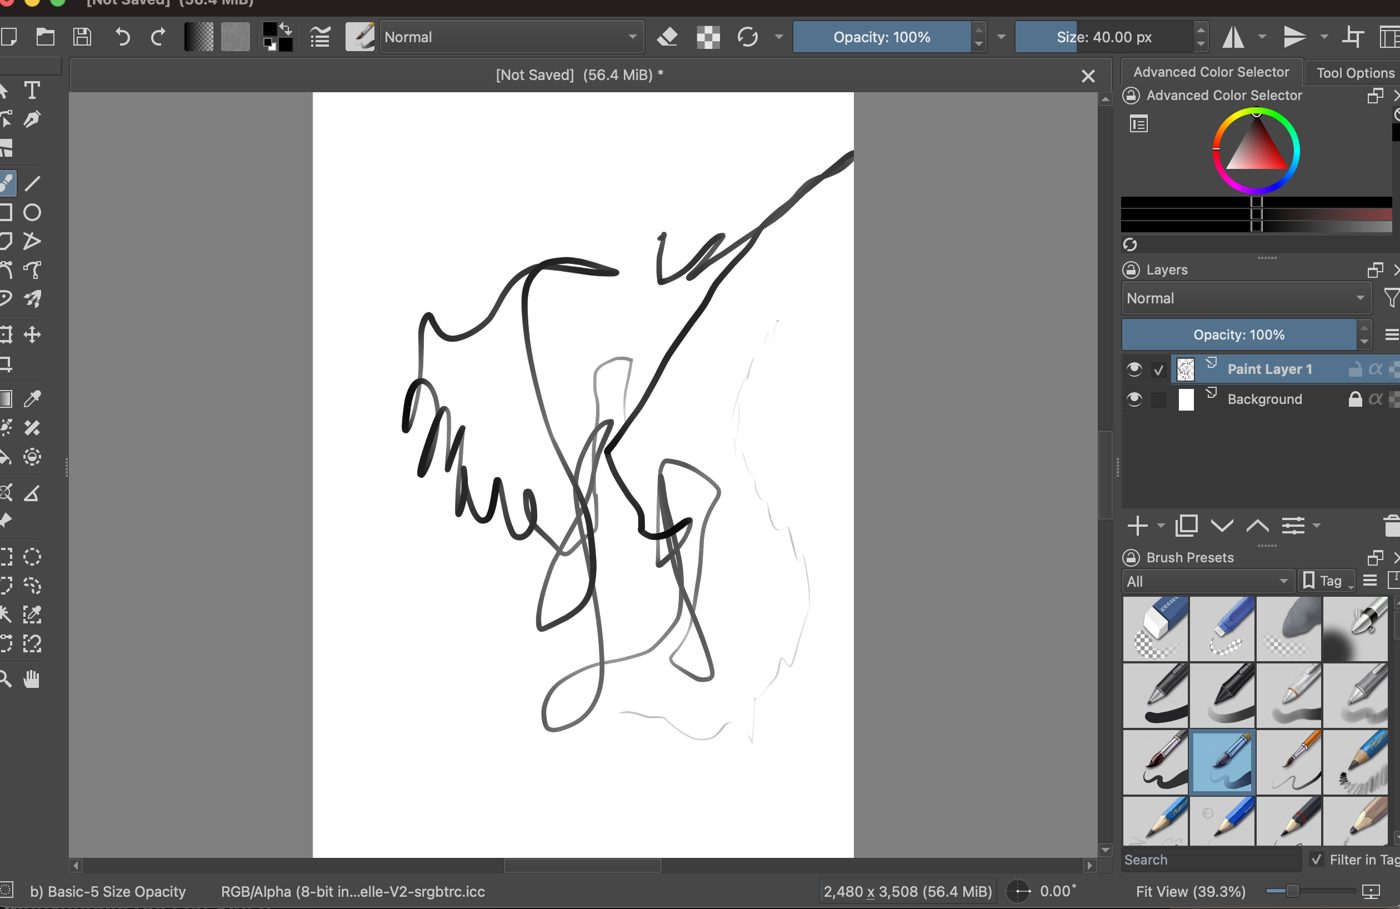 [Not Saved] (56.4 MiB)
Normal
Opacity: 100%
Size: 40.00 px
[Not Saved] (56.4 MiB) *
Advanced Color Selector
Tool Options
Advanced Color Selector
Layers
Normal
Opacity: 100%
Paint Layer 1
Background
Brush Presets
All
Tag
Search
Filter in Tag
b) Basic-5 Size Opacity
RGB/Alpha (8-bit in...elle-V2-srgbtrc.icc
2,480 x 3,508 (56.4 MiB)
0.00°
Fit View (39.3%)